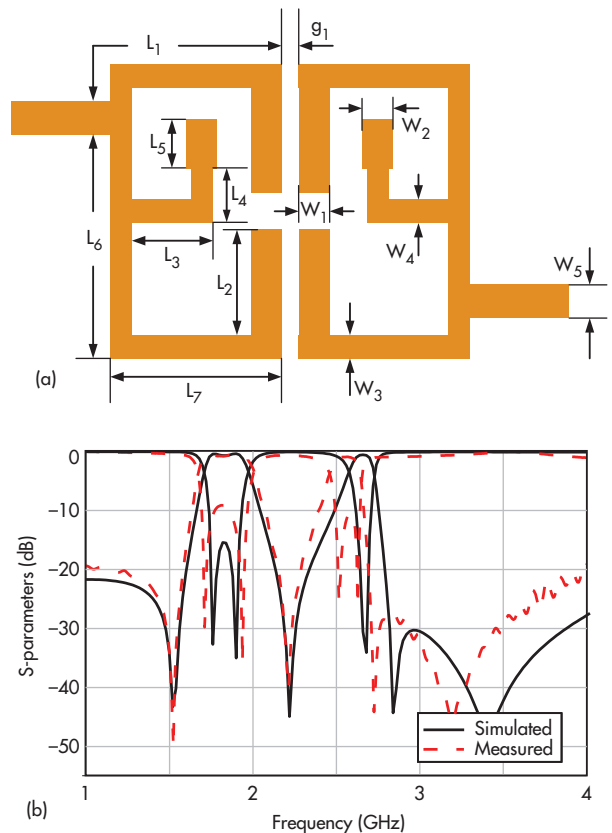 L1
g1
L5
W2
L4
W1
L6
L3
W4
L2
W5
(a)
L7
W3
0
−10
−20
−30
−40
−50
S-parameters (dB)
Simulated
Measured
1
2
3
4
(b)
Frequency (GHz)